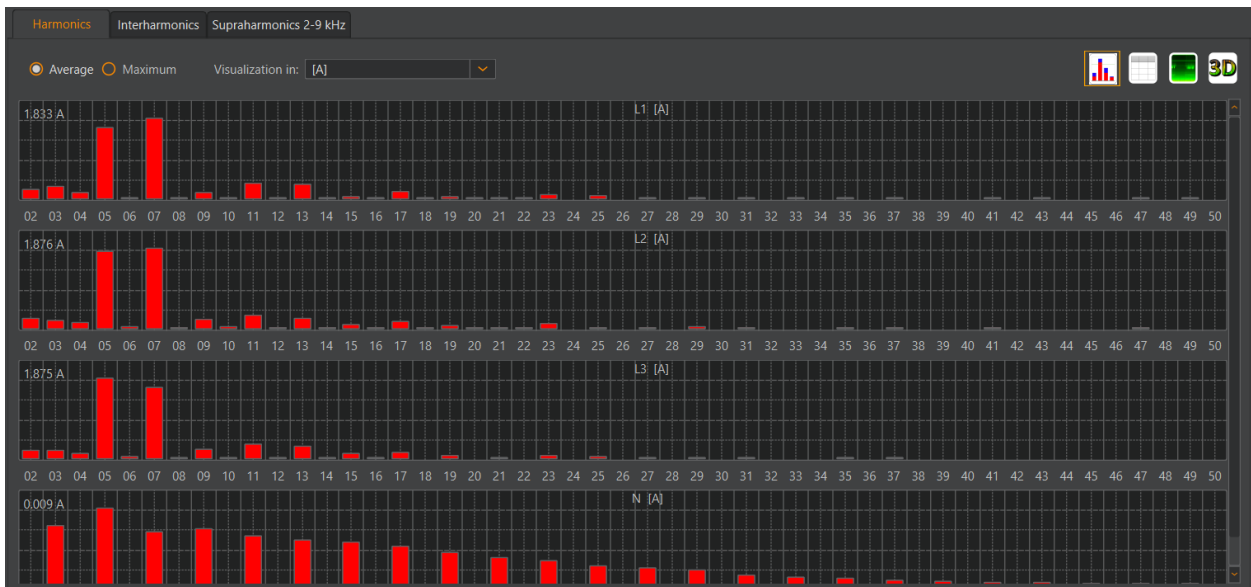 Harmonics Interharmonics Supraharmonics 2-9 kHz
Average Maximum Visualization in: [A] 3D
1.833 A L1 [A]
02 03 04 05 06 07 08 09 10 11 12 13 14 15 16 17 18 19 20 21 22 23 24 25 26 27 28 29 30 31 32 33 34 35 36 37 38 39 40 41 42 43 44 45 46 47 48 49 50
1.876 A L2 [A]
02 03 04 05 06 07 08 09 10 11 12 13 14 15 16 17 18 19 20 21 22 23 24 25 26 27 28 29 30 31 32 33 34 35 36 37 38 39 40 41 42 43 44 45 46 47 48 49 50
1.875 A L3 [A]
02 03 04 05 06 07 08 09 10 11 12 13 14 15 16 17 18 19 20 21 22 23 24 25 26 27 28 29 30 31 32 33 34 35 36 37 38 39 40 41 42 43 44 45 46 47 48 49 50
0.009 A N [A]